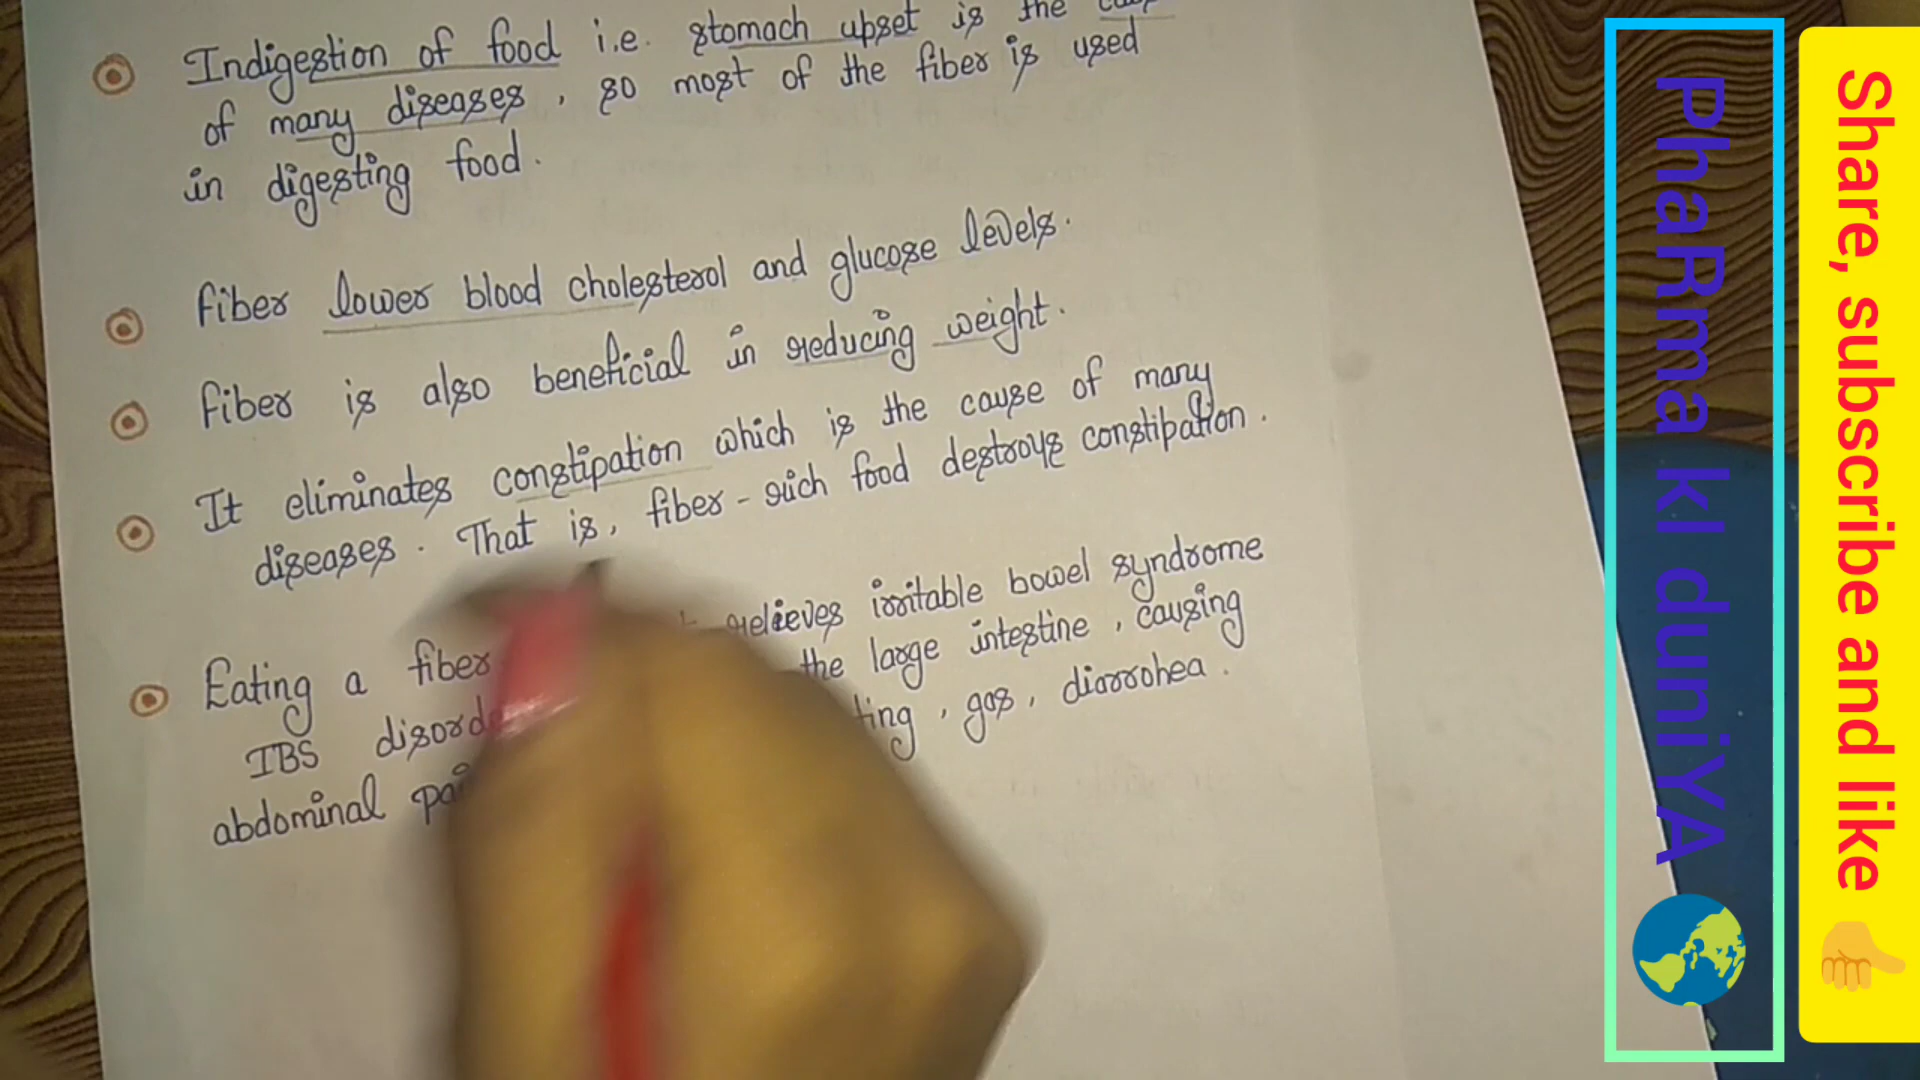 Indigestion of food i.e. stomach upset is the
of many diseases, so most of the fiber is used
in digesting food.
fiber lower blood cholesterol and glucose levels.
fiber is also beneficial in reducing weight.
It eliminates constipation which is the cause of many
diseases. That is, fiber-rich food destroys constipation.
Eating a fiber relieves irritable bowel syndrome
IBS the large intestine, causing
abdominal gas, diarrohea.
PhaRma kI duniYA
Share, subscribe and like